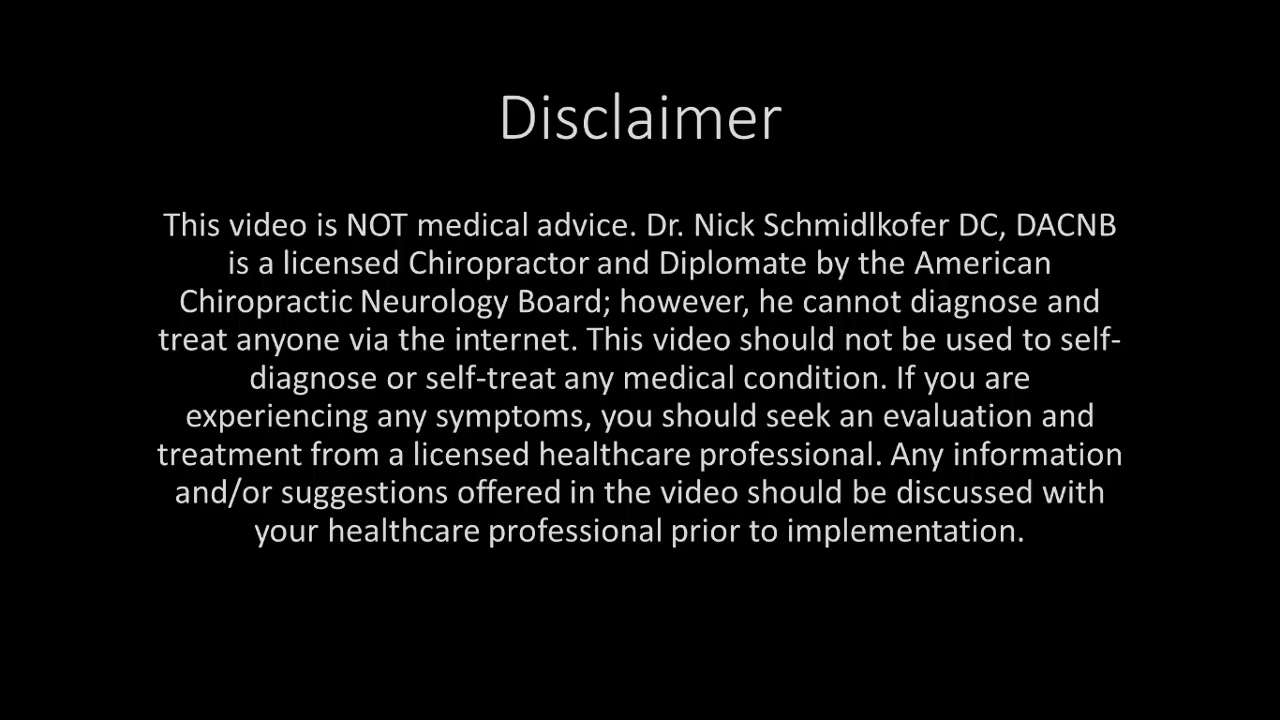 Disclaimer
This video is NOT medical advice. Dr. Nick Schmidlkofer DC, DACNB
is a licensed Chiropractor and Diplomate by the American
Chiropractic Neurology Board; however, he cannot diagnose and
treat anyone via the internet. This video should not be used to self-
diagnose or self-treat any medical condition. If you are
experiencing any symptoms, you should seek an evaluation and
treatment from a licensed healthcare professional. Any information
and/or suggestions offered in the video should be discussed with
your healthcare professional prior to implementation.